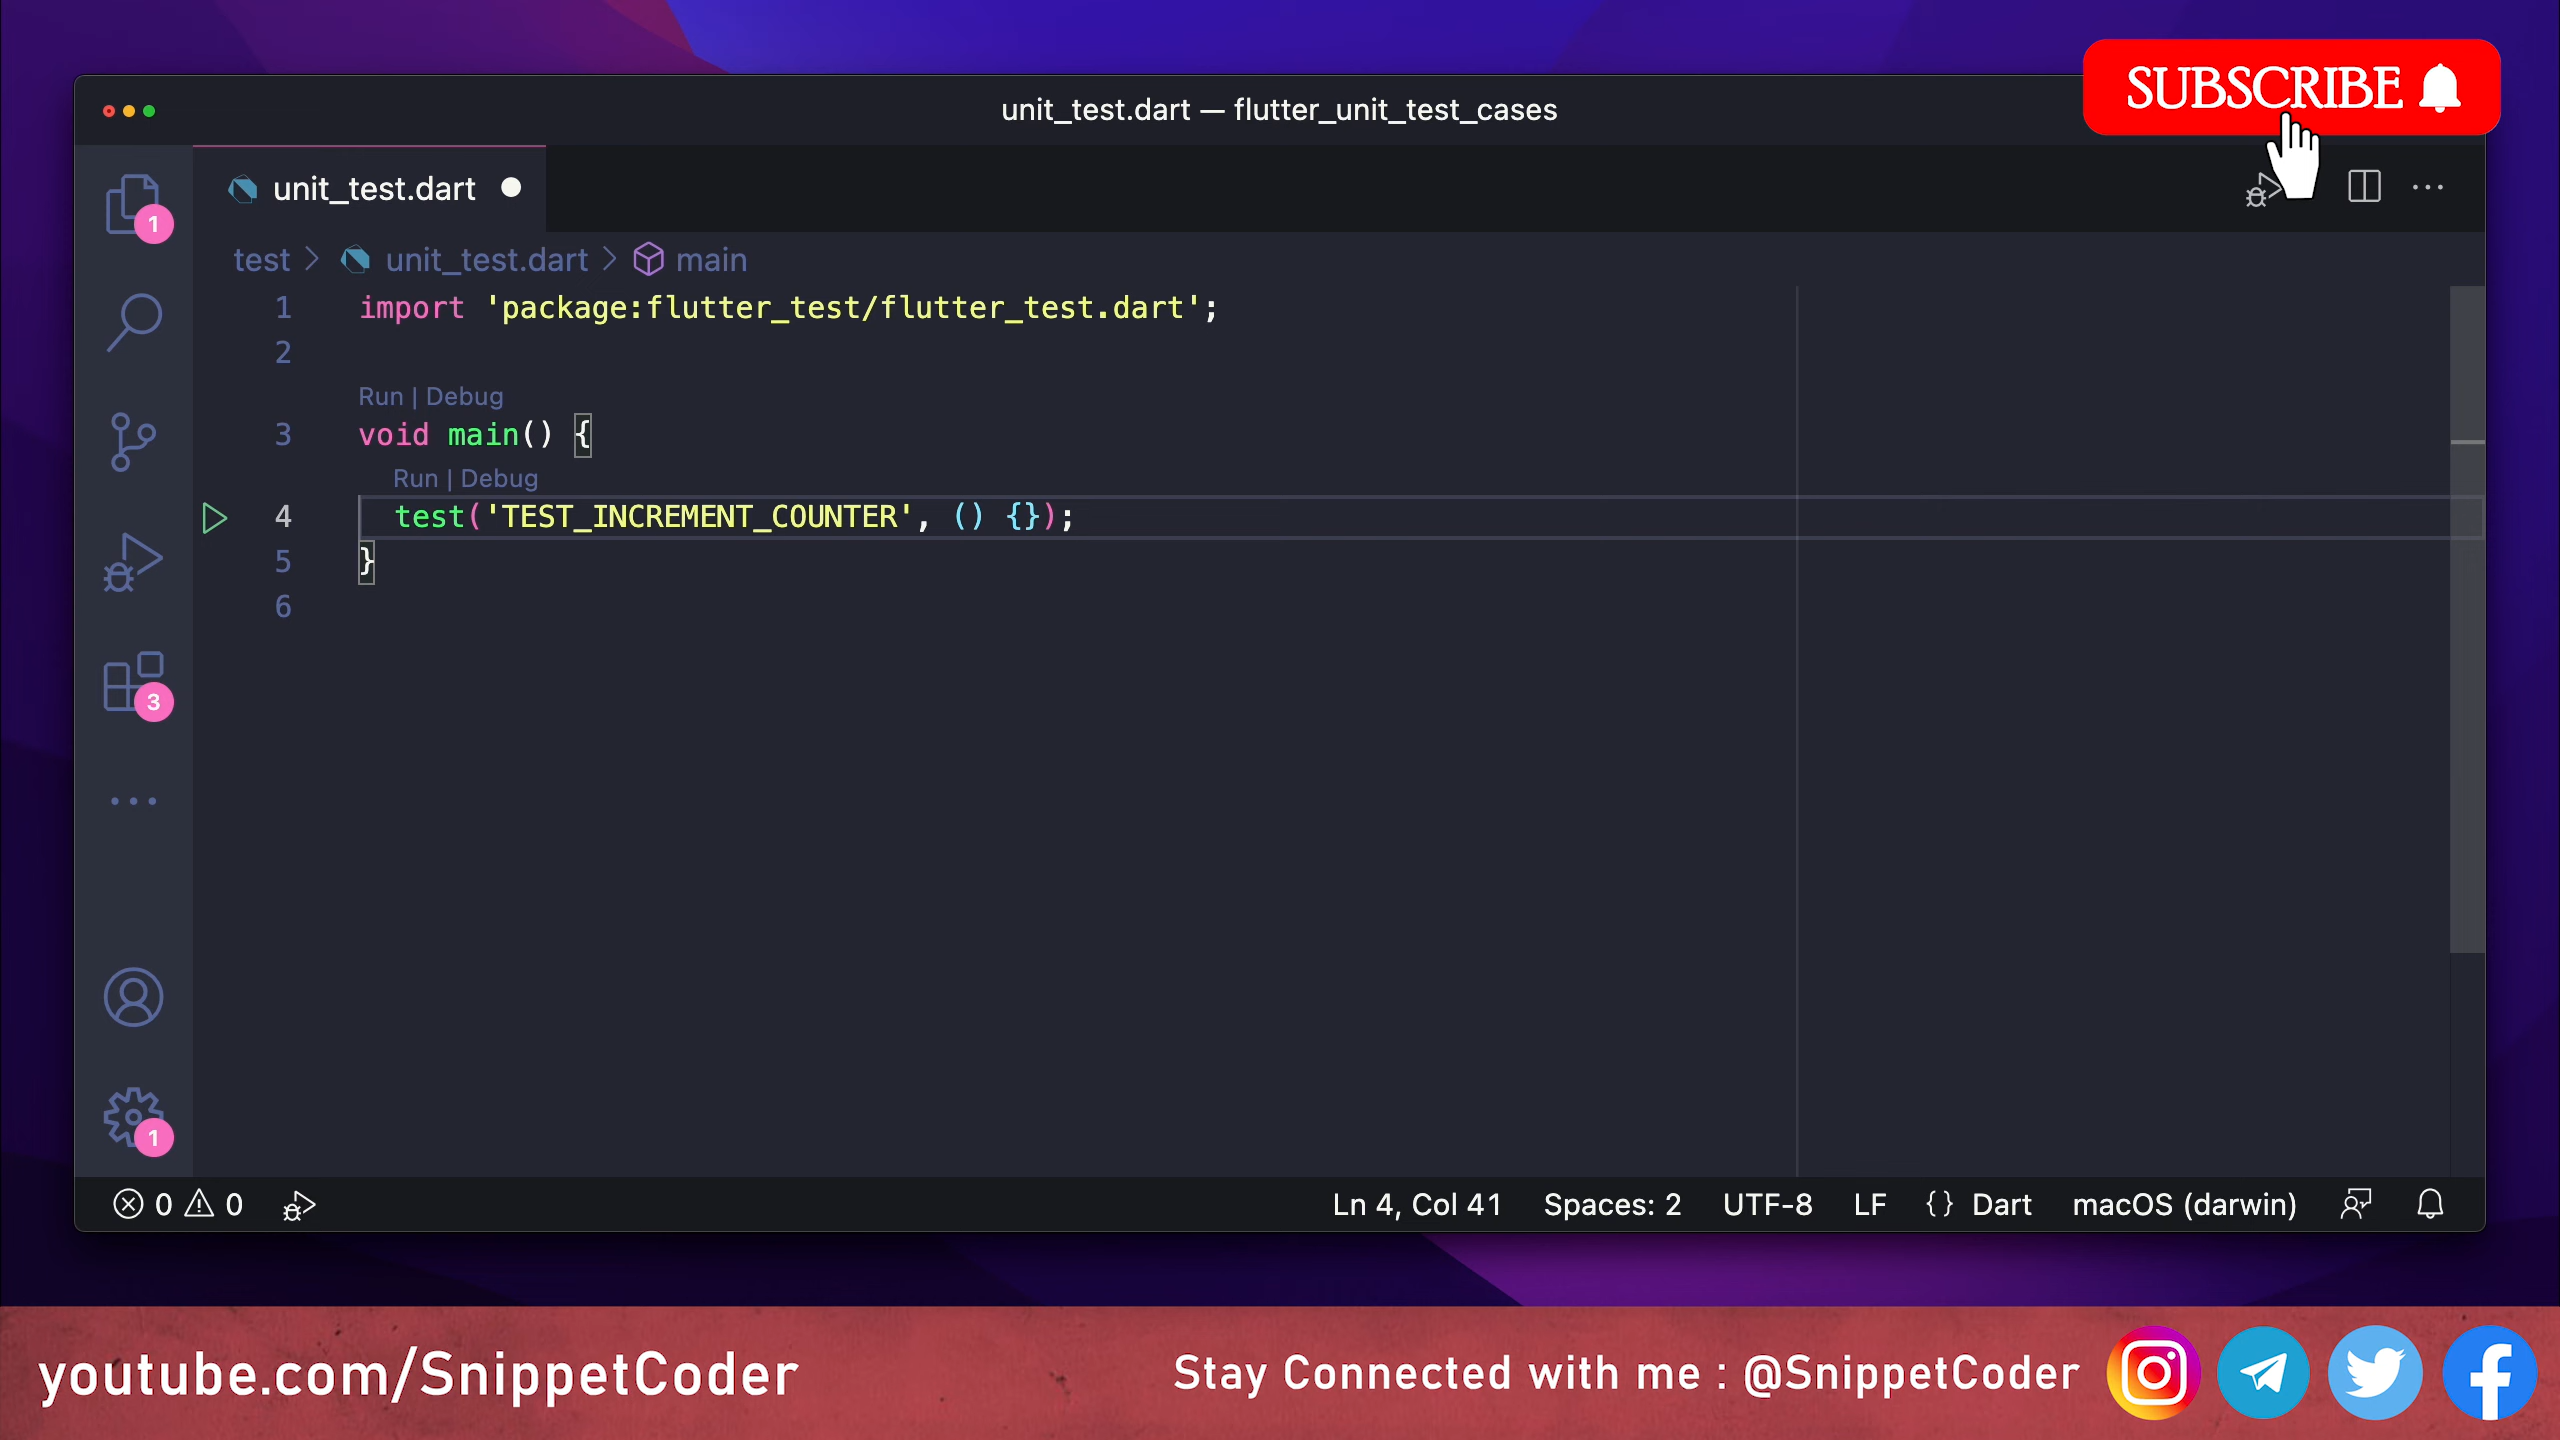 SUBSCRIBE
unit_test.dart — flutter_unit_test_cases
unit_test.dart
test > unit_test.dart > main
1 import 'package:flutter_test/flutter_test.dart';
2
Run | Debug
3 void main() {
Run | Debug
4 test('TEST_INCREMENT_COUNTER', () {});
5 }
6
1
3
1
0 0
Ln 4, Col 41 Spaces: 2 UTF-8 LF {} Dart macOS (darwin)
youtube.com/SnippetCoder
Stay Connected with me : @SnippetCoder